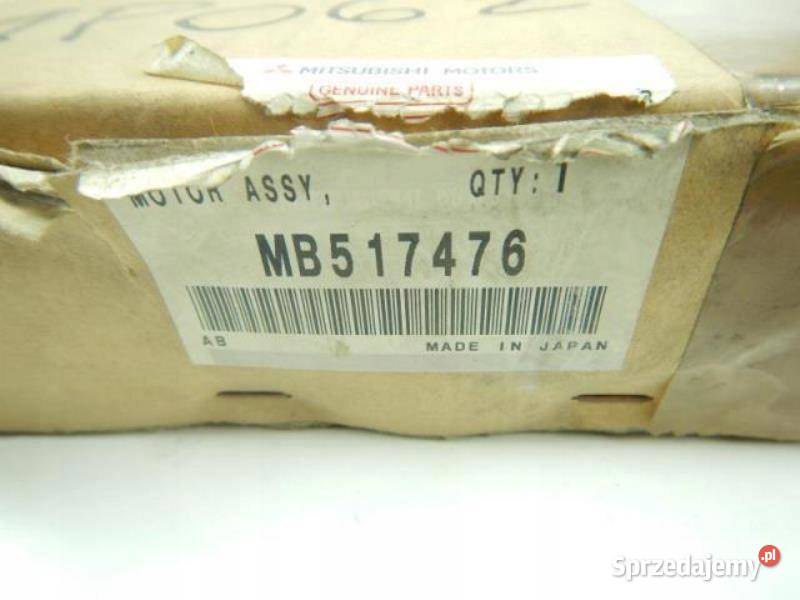 MITSUBISHI MOTORS
GENUINE PARTS
MOTOR ASSY, QTY: 1
MB517476
AB MADE IN JAPAN
Sprzedajemy.pl